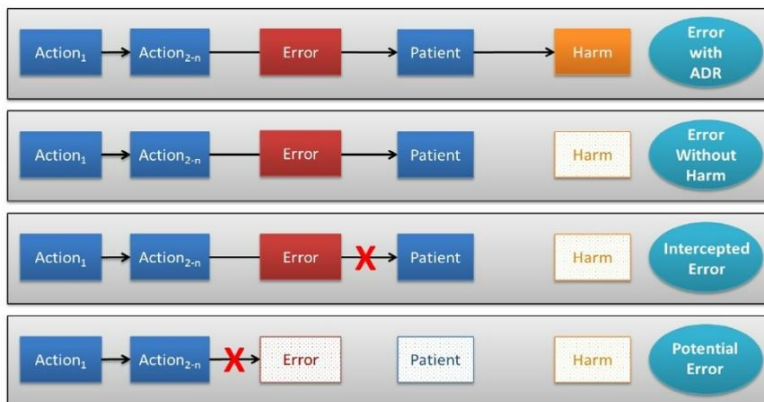 Action₁ Action₂₋ₙ Error Patient Harm Error
with
ADR
Action₁ Action₂₋ₙ Error Patient Harm Error
Without
Harm
Action₁ Action₂₋ₙ Error X Patient Harm Intercepted
Error
Action₁ Action₂₋ₙ X Error Patient Harm Potential
Error